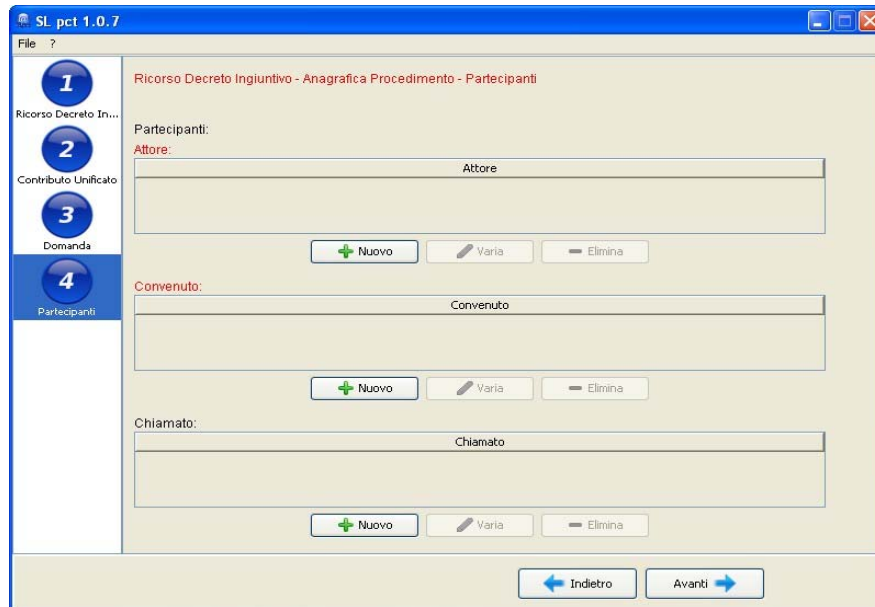 SL pct 1.0.7
File ?
1
Ricorso Decreto In...
2
Contributo Unificato
3
Domanda
4
Partecipanti
Ricorso Decreto Ingiuntivo - Anagrafica Procedimento - Partecipanti
Partecipanti:
Attore:
Attore
Nuovo Varia Elimina
Convenuto:
Convenuto
Nuovo Varia Elimina
Chiamato:
Chiamato
Nuovo Varia Elimina
Indietro Avanti